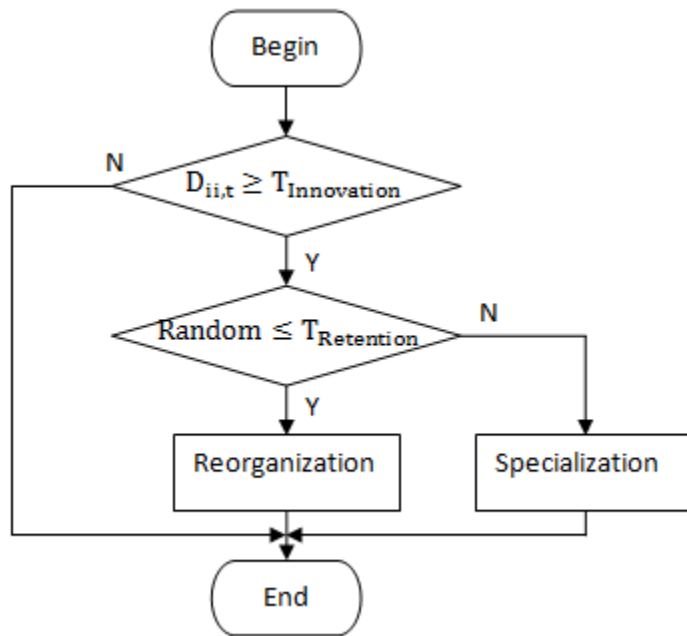 Begin
N
D_{ii,t} ≥ T_{Innovation}
Y
Random ≤ T_{Retention}
N
Y
Reorganization
Specialization
End